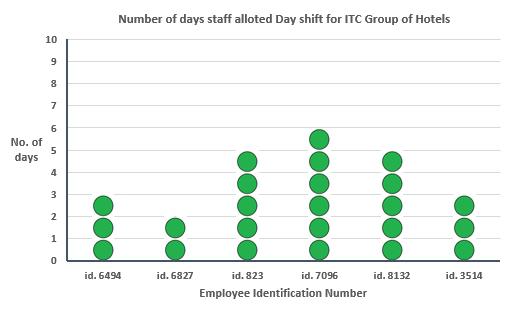 Number of days staff alloted Day shift for ITC Group of Hotels
10
9
8
7
6
5
4
3
2
1
0
No. of
days
id. 6494 id. 6827 id. 823 id. 7096 id. 8132 id. 3514
Employee Identification Number